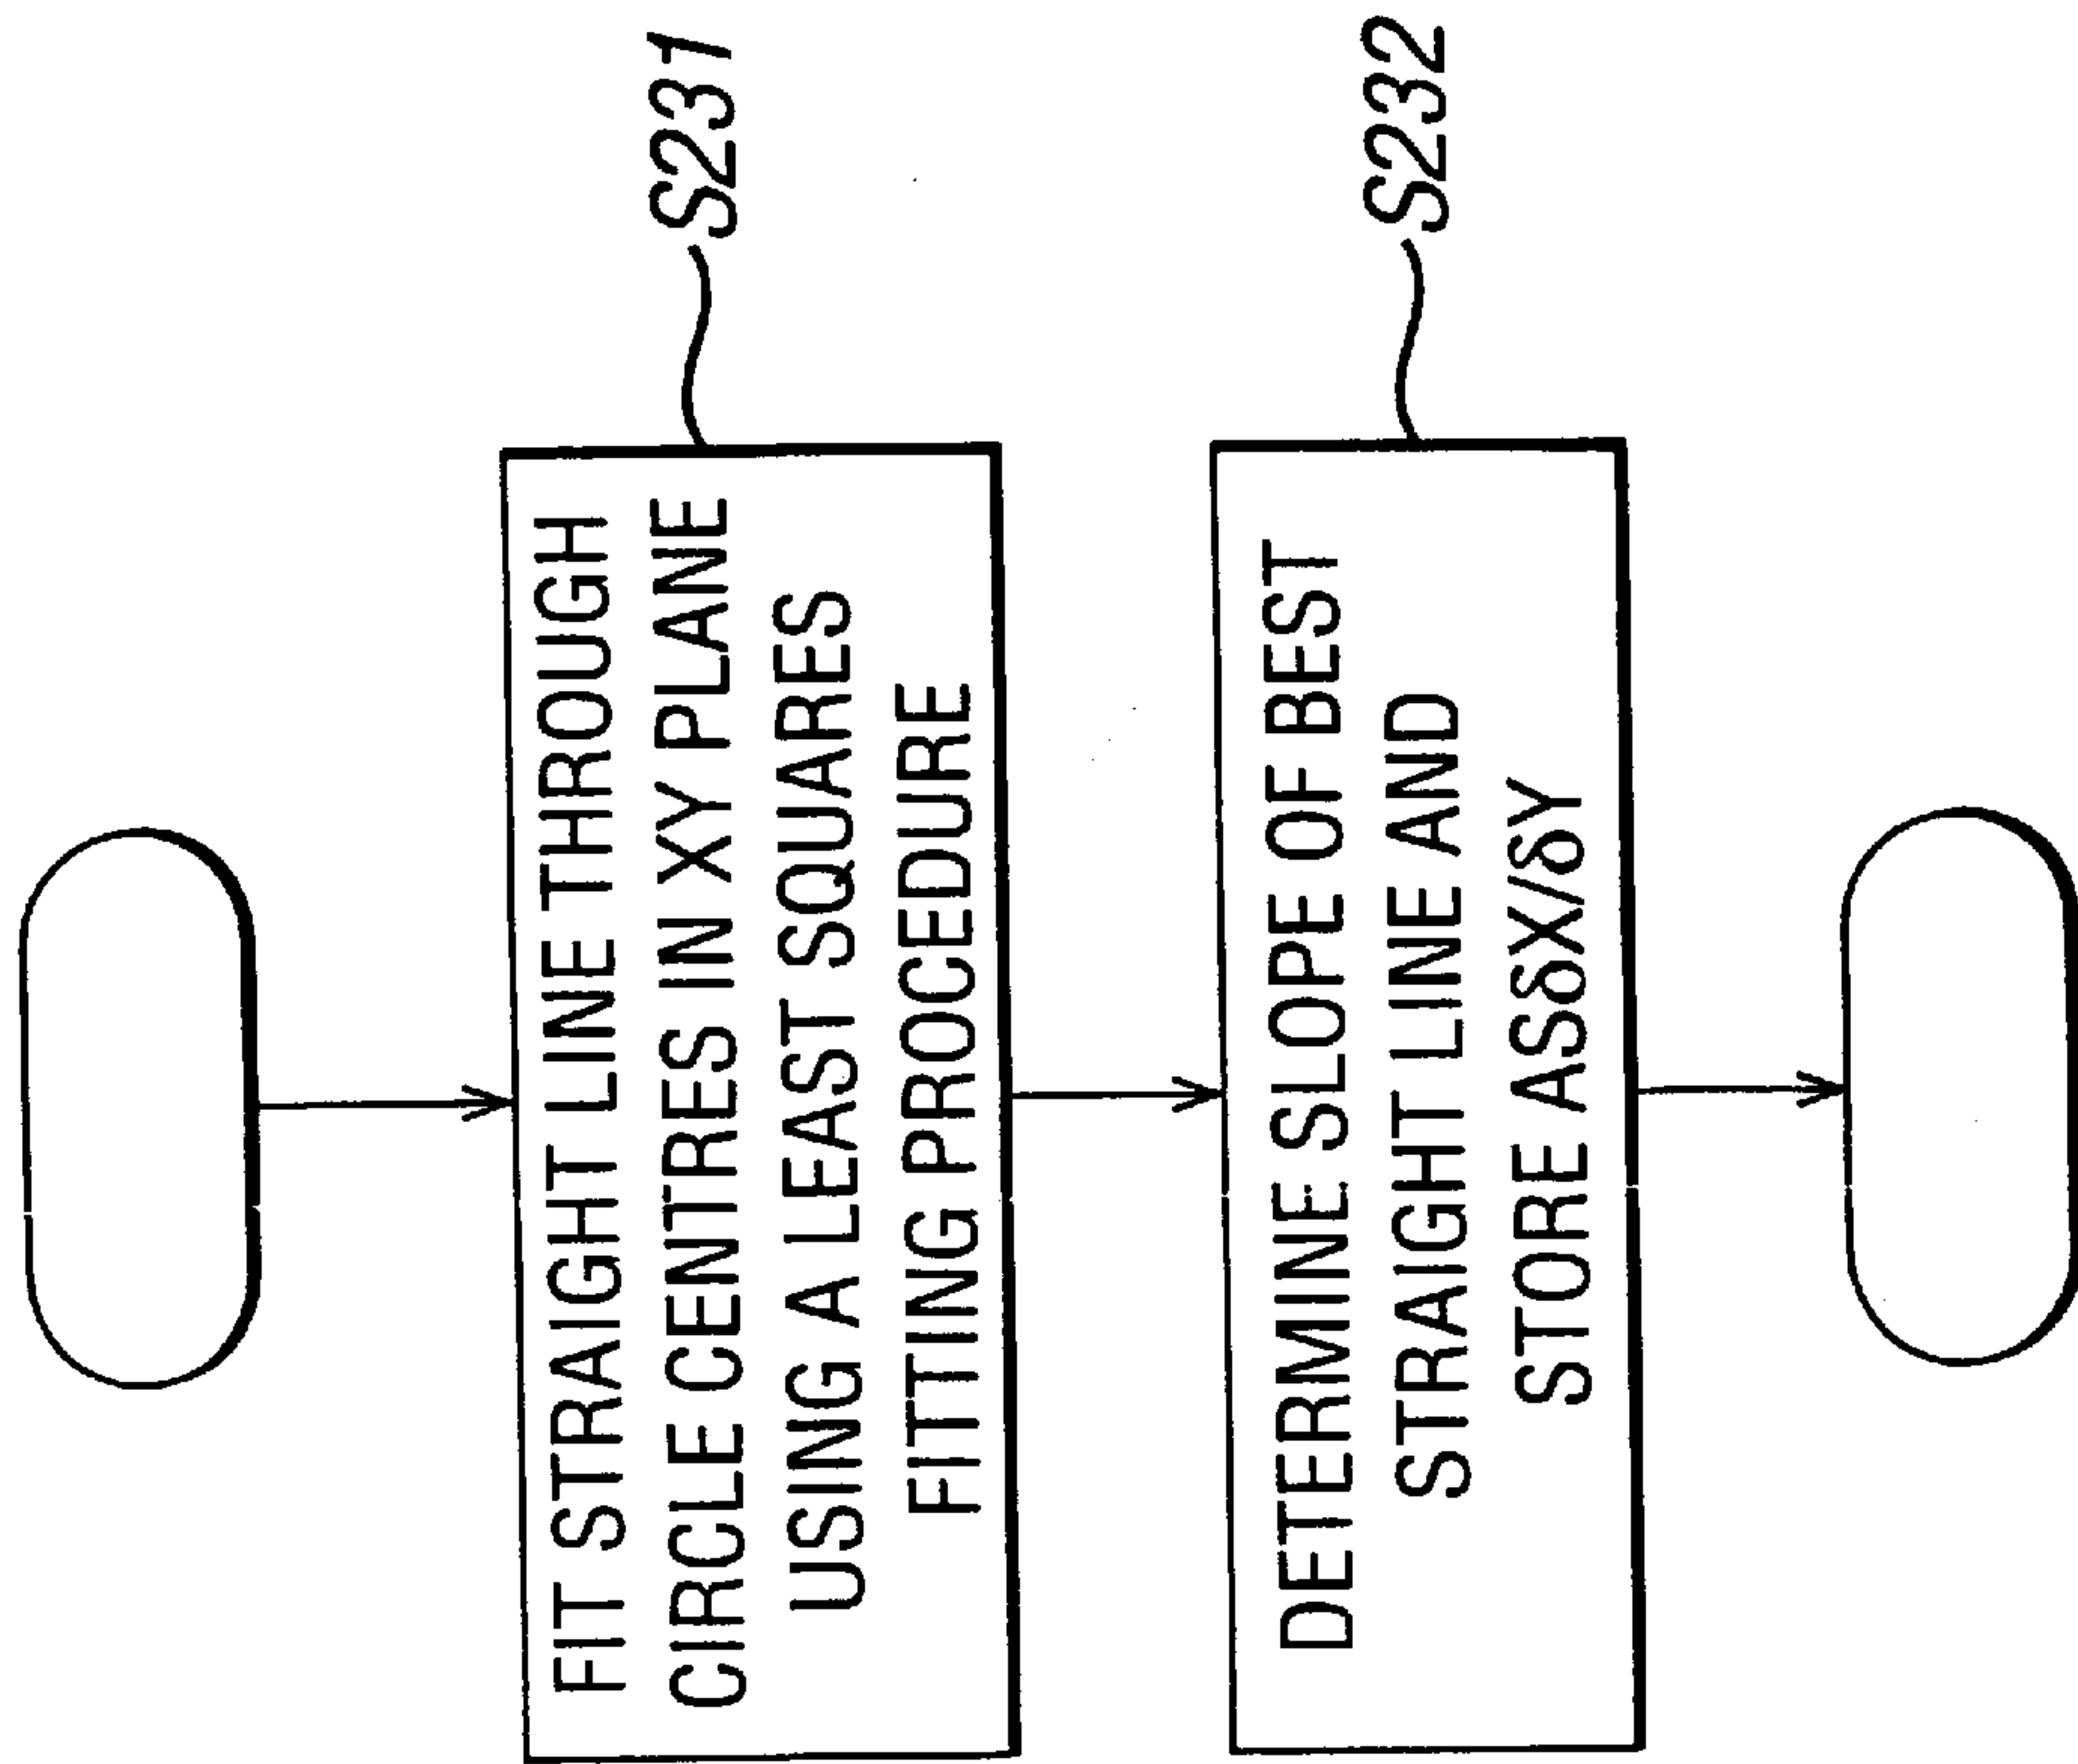 FIT STRAIGHT LINE THROUGH
CIRCLE CENTRES IN XY PLANE
USING A LEAST SQUARES
FITTING PROCEDURE
S231
DETERMINE SLOPE OF BEST
STRAIGHT LINE AND
STORE ASδX/δY
S232